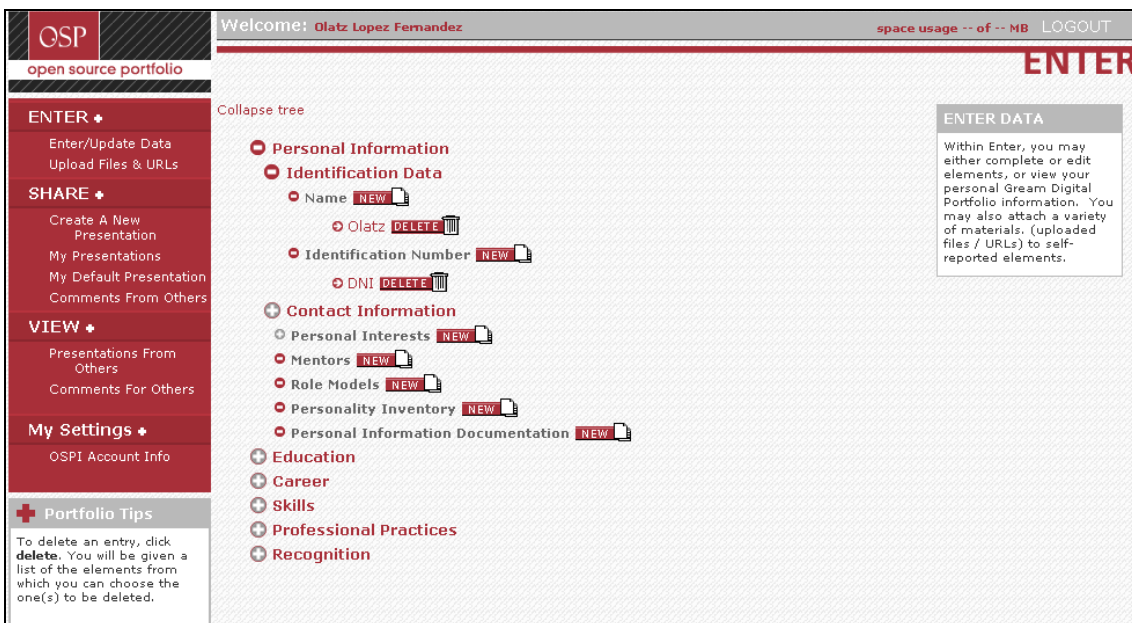 OSP
open source portfolio
Welcome: Olatz Lopez Fernandez
space usage -- of -- MB LOGOUT
ENTER
ENTER
Enter/Update Data
Upload Files & URLs
SHARE
Create A New
Presentation
My Presentations
My Default Presentation
Comments From Others
VIEW
Presentations From
Others
Comments For Others
My Settings
OSPI Account Info
Portfolio Tips
To delete an entry, click
delete. You will be given a
list of the elements from
which you can choose the
one(s) to be deleted.
Collapse tree
Personal Information
Identification Data
Name NEW
Olatz DELETE
Identification Number NEW
DNI DELETE
Contact Information
Personal Interests NEW
Mentors NEW
Role Models NEW
Personality Inventory NEW
Personal Information Documentation NEW
Education
Career
Skills
Professional Practices
Recognition
ENTER DATA
Within Enter, you may
either complete or edit
elements, or view your
personal Gream Digital
Portfolio information. You
may also attach a variety
of materials. (uploaded
files / URLs) to self-
reported elements.